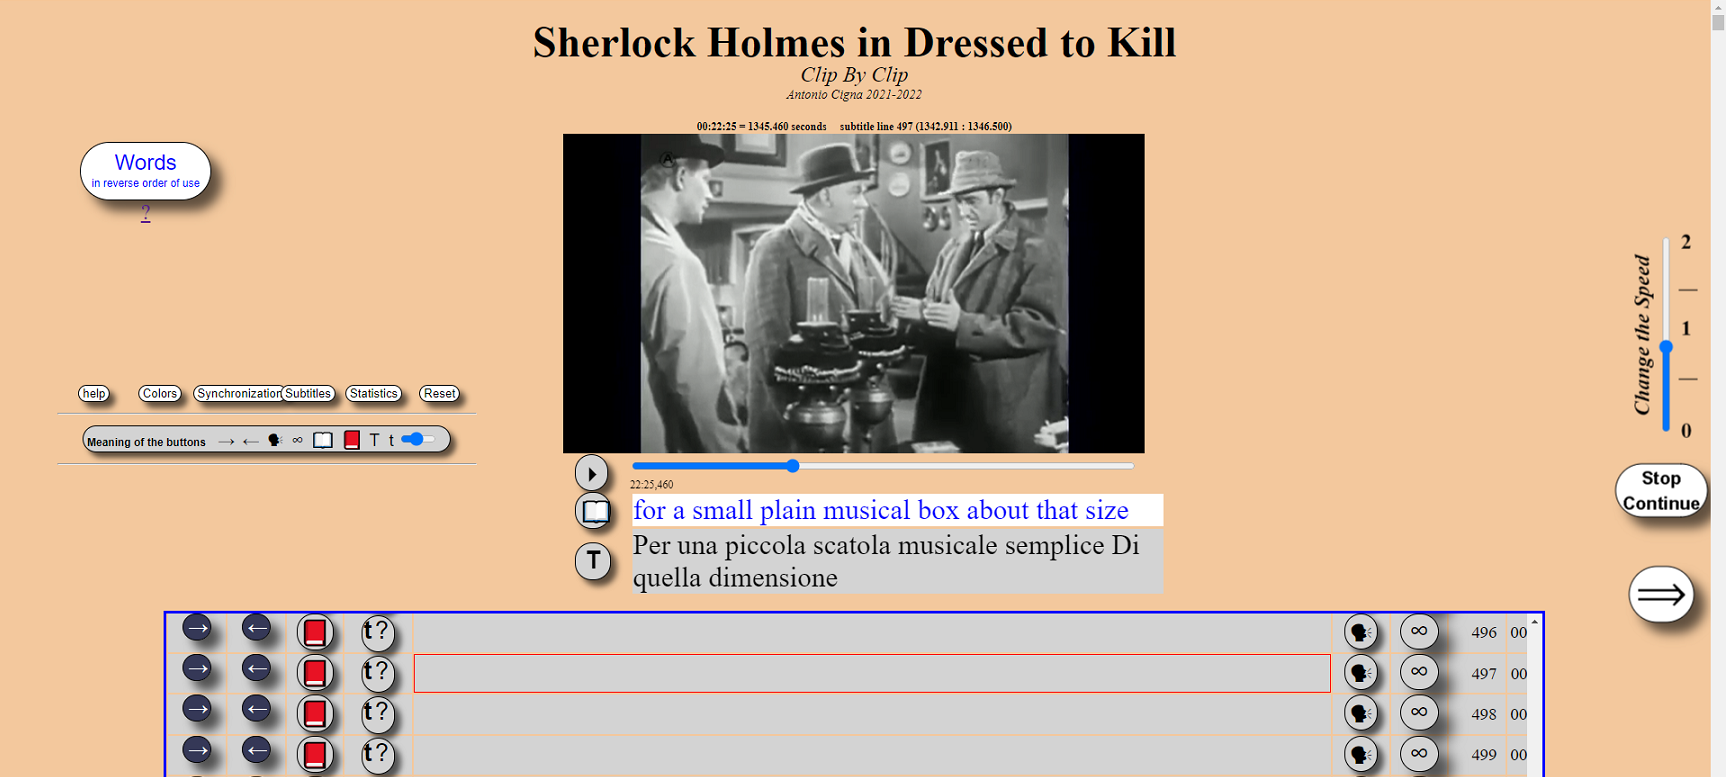 Sherlock Holmes in Dressed to Kill
Clip By Clip
Antonio Cigna 2021-2022
00:22:25 = 1345.460 seconds subtitle line 497 (1342.911 : 1346.500)
A
Words
in reverse order of use
?
help Colors Synchronization Subtitles Statistics Reset
Meaning of the buttons → ← ∞ T t
22:25,460
for a small plain musical box about that size
T
Per una piccola scatola musicale semplice Di
quella dimensione
Change the Speed
2
1
0
Stop
Continue
→ ← t? ∞ 496 00
→ ← t? ∞ 497 00
→ ← t? ∞ 498 00
→ ← t? ∞ 499 00